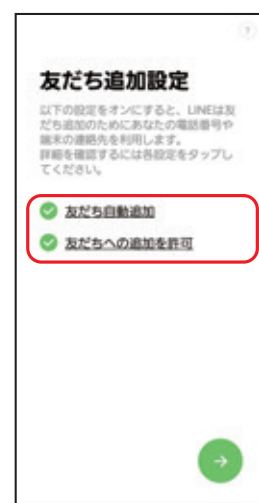 ?
友だち追加設定
以下の設定をオンにすると、LINEは友
だち追加のためにあなたの電話番号や
端末の連絡先を利用します。
詳細を確認するには各設定をタップし
てください。
友だち自動追加
友だちへの追加を許可